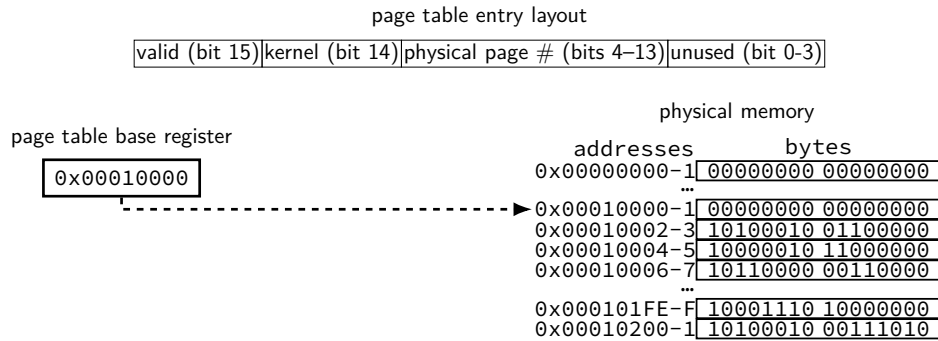 page table entry layout
valid (bit 15) kernel (bit 14) physical page # (bits 4–13) unused (bit 0-3)
physical memory
page table base register
0x00010000
addresses bytes
0x00000000-1 00000000 00000000
…
0x00010000-1 00000000 00000000
0x00010002-3 10100010 01100000
0x00010004-5 10000010 11000000
0x00010006-7 10110000 00110000
…
0x000101FE-F 10001110 10000000
0x00010200-1 10100010 00111010